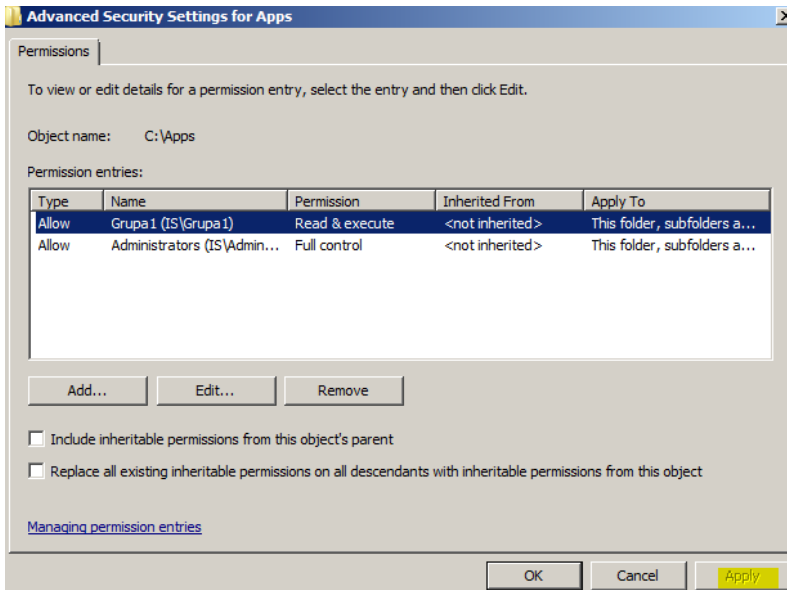 Advanced Security Settings for Apps
Permissions
To view or edit details for a permission entry, select the entry and then click Edit.
Object name: C:\Apps
Permission entries:
Type Name Permission Inherited From Apply To
Allow Grupa1 (IS\Grupa1) Read & execute <not inherited> This folder, subfolders a...
Allow Administrators (IS\Admin... Full control <not inherited> This folder, subfolders a...
Add... Edit... Remove
Include inheritable permissions from this object's parent
Replace all existing inheritable permissions on all descendants with inheritable permissions from this object
Managing permission entries
OK Cancel Apply